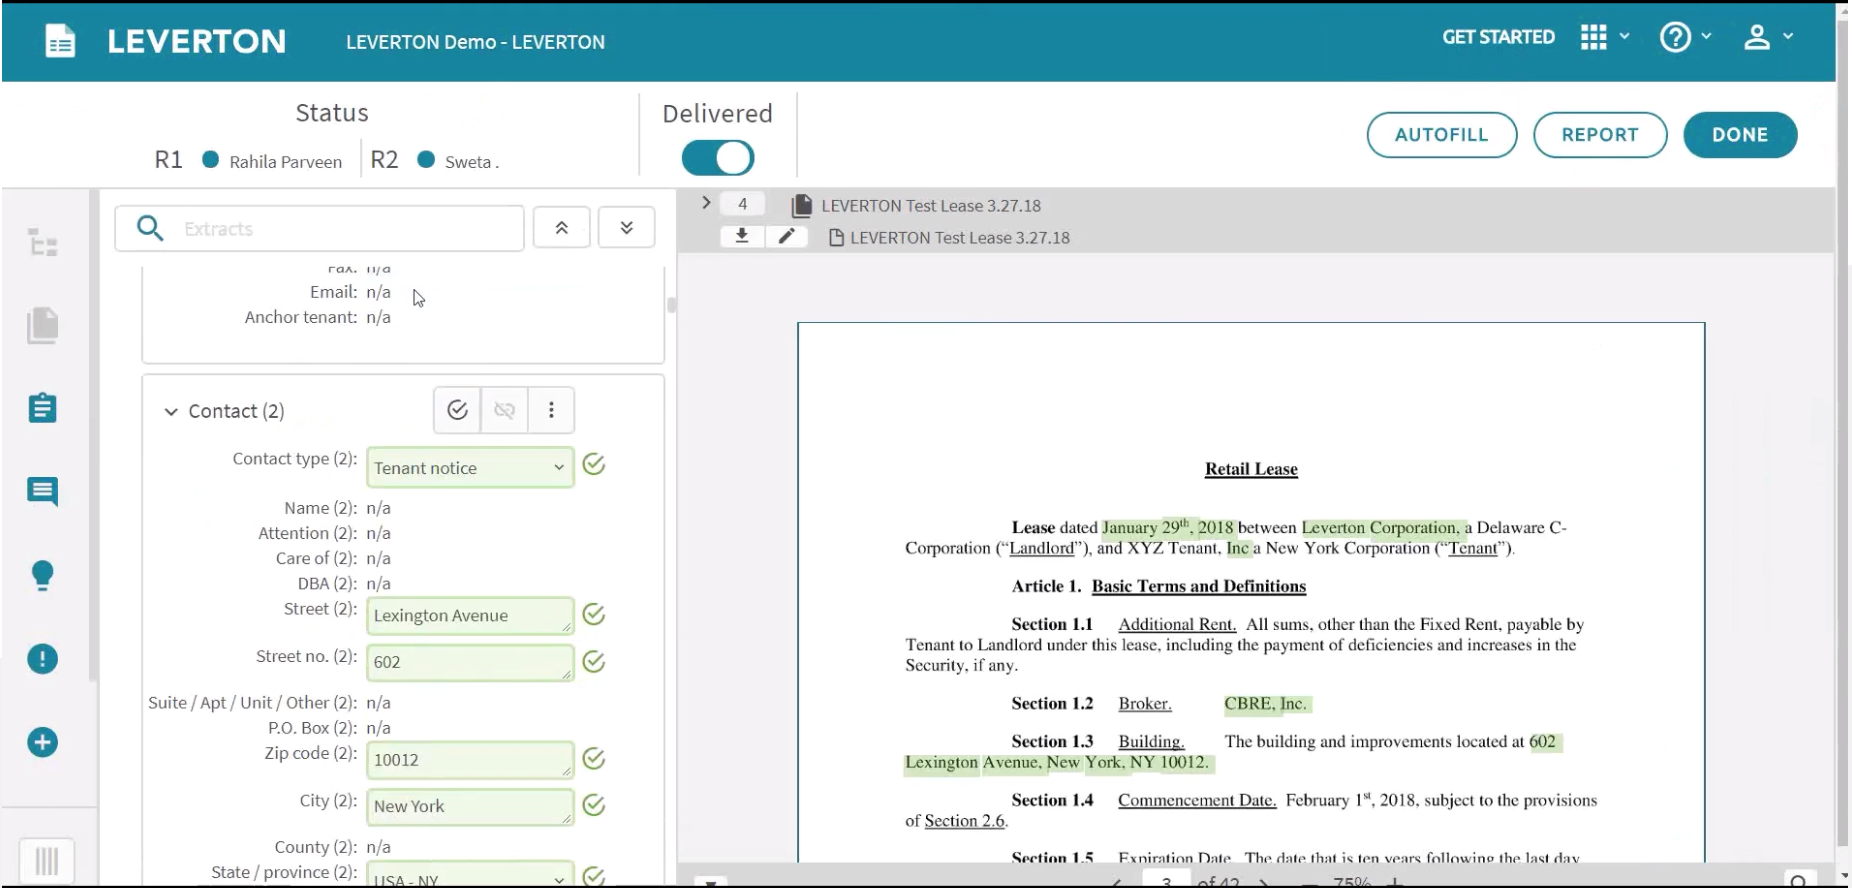 LEVERTON
LEVERTON Demo - LEVERTON
GET STARTED
Status
R1 Rahila Parveen R2 Sweta .
Delivered
AUTOFILL
REPORT
DONE
Extracts
Fax: n/a
Email: n/a
Anchor tenant: n/a
Contact (2)
Contact type (2): Tenant notice
Name (2): n/a
Attention (2): n/a
Care of (2): n/a
DBA (2): n/a
Street (2): Lexington Avenue
Street no. (2): 602
Suite / Apt / Unit / Other (2): n/a
P.O. Box (2): n/a
Zip code (2): 10012
City (2): New York
County (2): n/a
State / province (2): USA - NY
4 LEVERTON Test Lease 3.27.18
LEVERTON Test Lease 3.27.18
Retail Lease
Lease dated January 29th, 2018 between Leverton Corporation, a Delaware C-
Corporation (“Landlord”), and XYZ Tenant, Inc a New York Corporation (“Tenant”).
Article 1. Basic Terms and Definitions
Section 1.1 Additional Rent. All sums, other than the Fixed Rent, payable by
Tenant to Landlord under this lease, including the payment of deficiencies and increases in the
Security, if any.
Section 1.2 Broker. CBRE, Inc.
Section 1.3 Building. The building and improvements located at 602
Lexington Avenue, New York, NY 10012.
Section 1.4 Commencement Date. February 1st, 2018, subject to the provisions
of Section 2.6.
Section 1.5 Expiration Date. The date that is ten years following the last day
3 of 42 75%